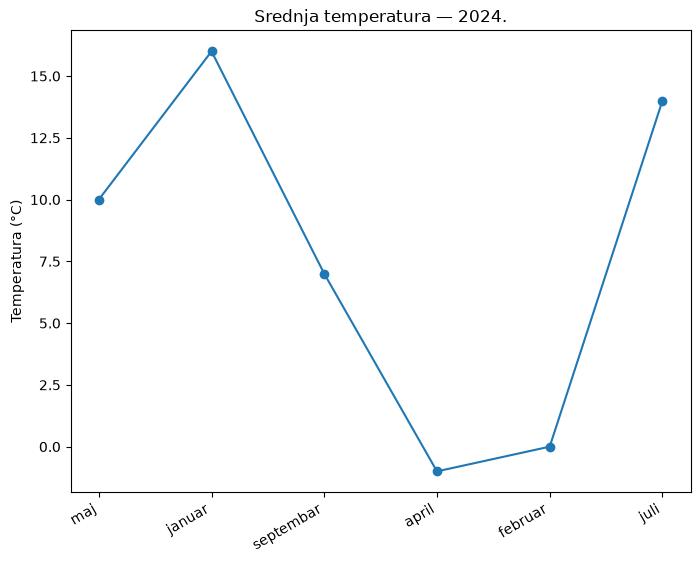 Srednja temperatura — 2024.
Temperatura (°C)
15.0
12.5
10.0
7.5
5.0
2.5
0.0
maj
januar
septembar
april
februar
juli